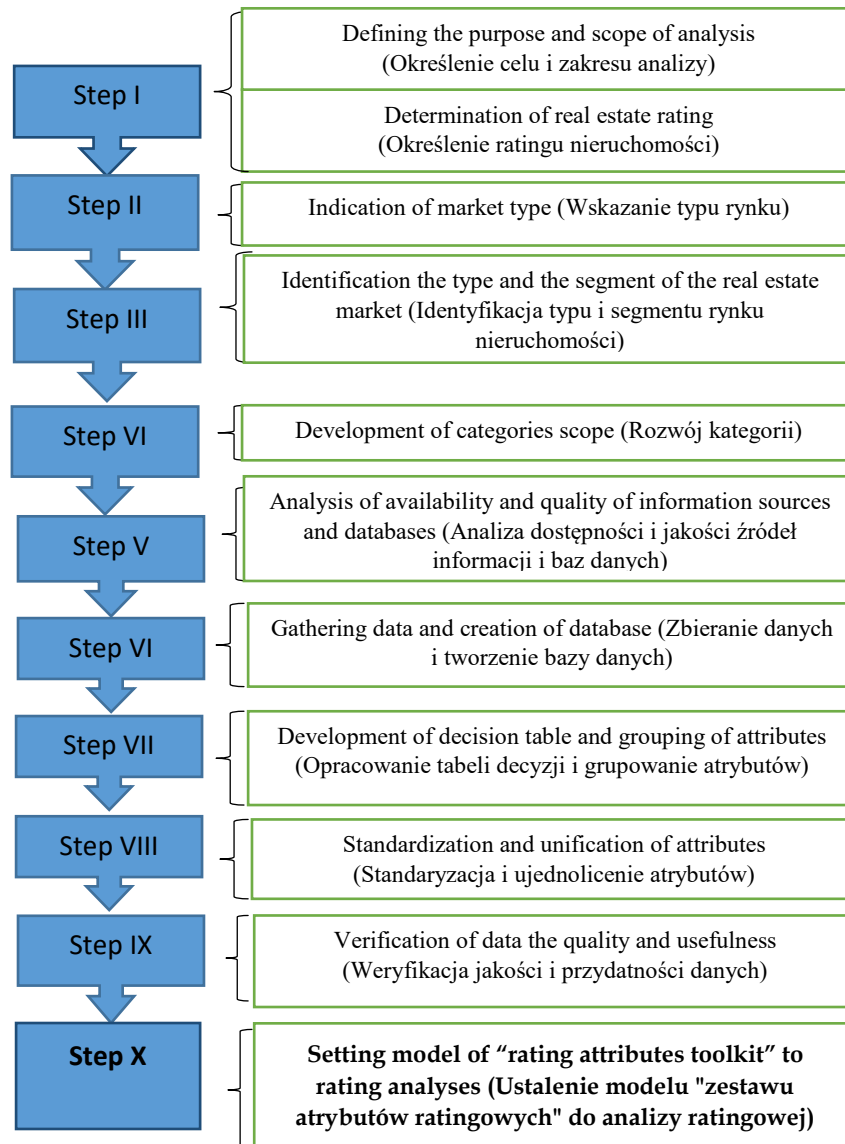 Step I
Defining the purpose and scope of analysis
(Określenie celu i zakresu analizy)
Determination of real estate rating
(Określenie ratingu nieruchomości)
Step II
Indication of market type (Wskazanie typu rynku)
Step III
Identification the type and the segment of the real estate
market (Identyfikacja typu i segmentu rynku
nieruchomości)
Step VI
Development of categories scope (Rozwój kategorii)
Step V
Analysis of availability and quality of information sources
and databases (Analiza dostępności i jakości źródeł
informacji i baz danych)
Step VI
Gathering data and creation of database (Zbieranie danych
i tworzenie bazy danych)
Step VII
Development of decision table and grouping of attributes
(Opracowanie tabeli decyzji i grupowanie atrybutów)
Step VIII
Standardization and unification of attributes
(Standaryzacja i ujednolicenie atrybutów)
Step IX
Verification of data the quality and usefulness
(Weryfikacja jakości i przydatności danych)
Step X
Setting model of “rating attributes toolkit” to
rating analyses (Ustalenie modelu "zestawu
atrybutów ratingowych" do analizy ratingowej)